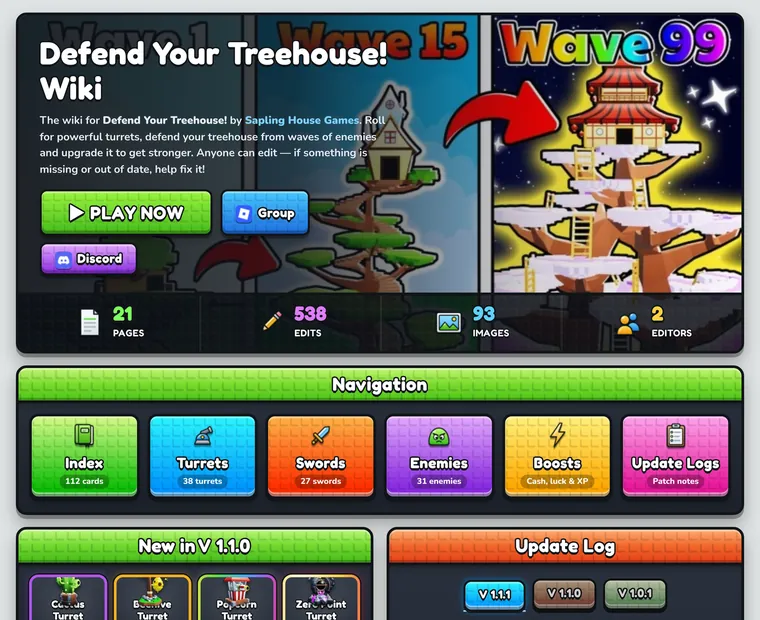 Wave 1
Wave 15
Wave 99
Defend Your Treehouse!
Wiki
The wiki for Defend Your Treehouse! by Sapling House Games. Roll
for powerful turrets, defend your treehouse from waves of enemies
and upgrade it to get stronger. Anyone can edit — if something is
missing or out of date, help fix it!
PLAY NOW
Group
Discord
21
PAGES
538
EDITS
93
IMAGES
2
EDITORS
Navigation
Index
112 cards
Turrets
38 turrets
Swords
27 swords
Enemies
31 enemies
Boosts
Cash, luck & XP
Update Logs
Patch notes
New in V 1.1.0
Cactus
Turret
Beehive
Turret
Popcorn
Turret
Zero Point
Turret
Update Log
V 1.1.1
V 1.1.0
V 1.0.1